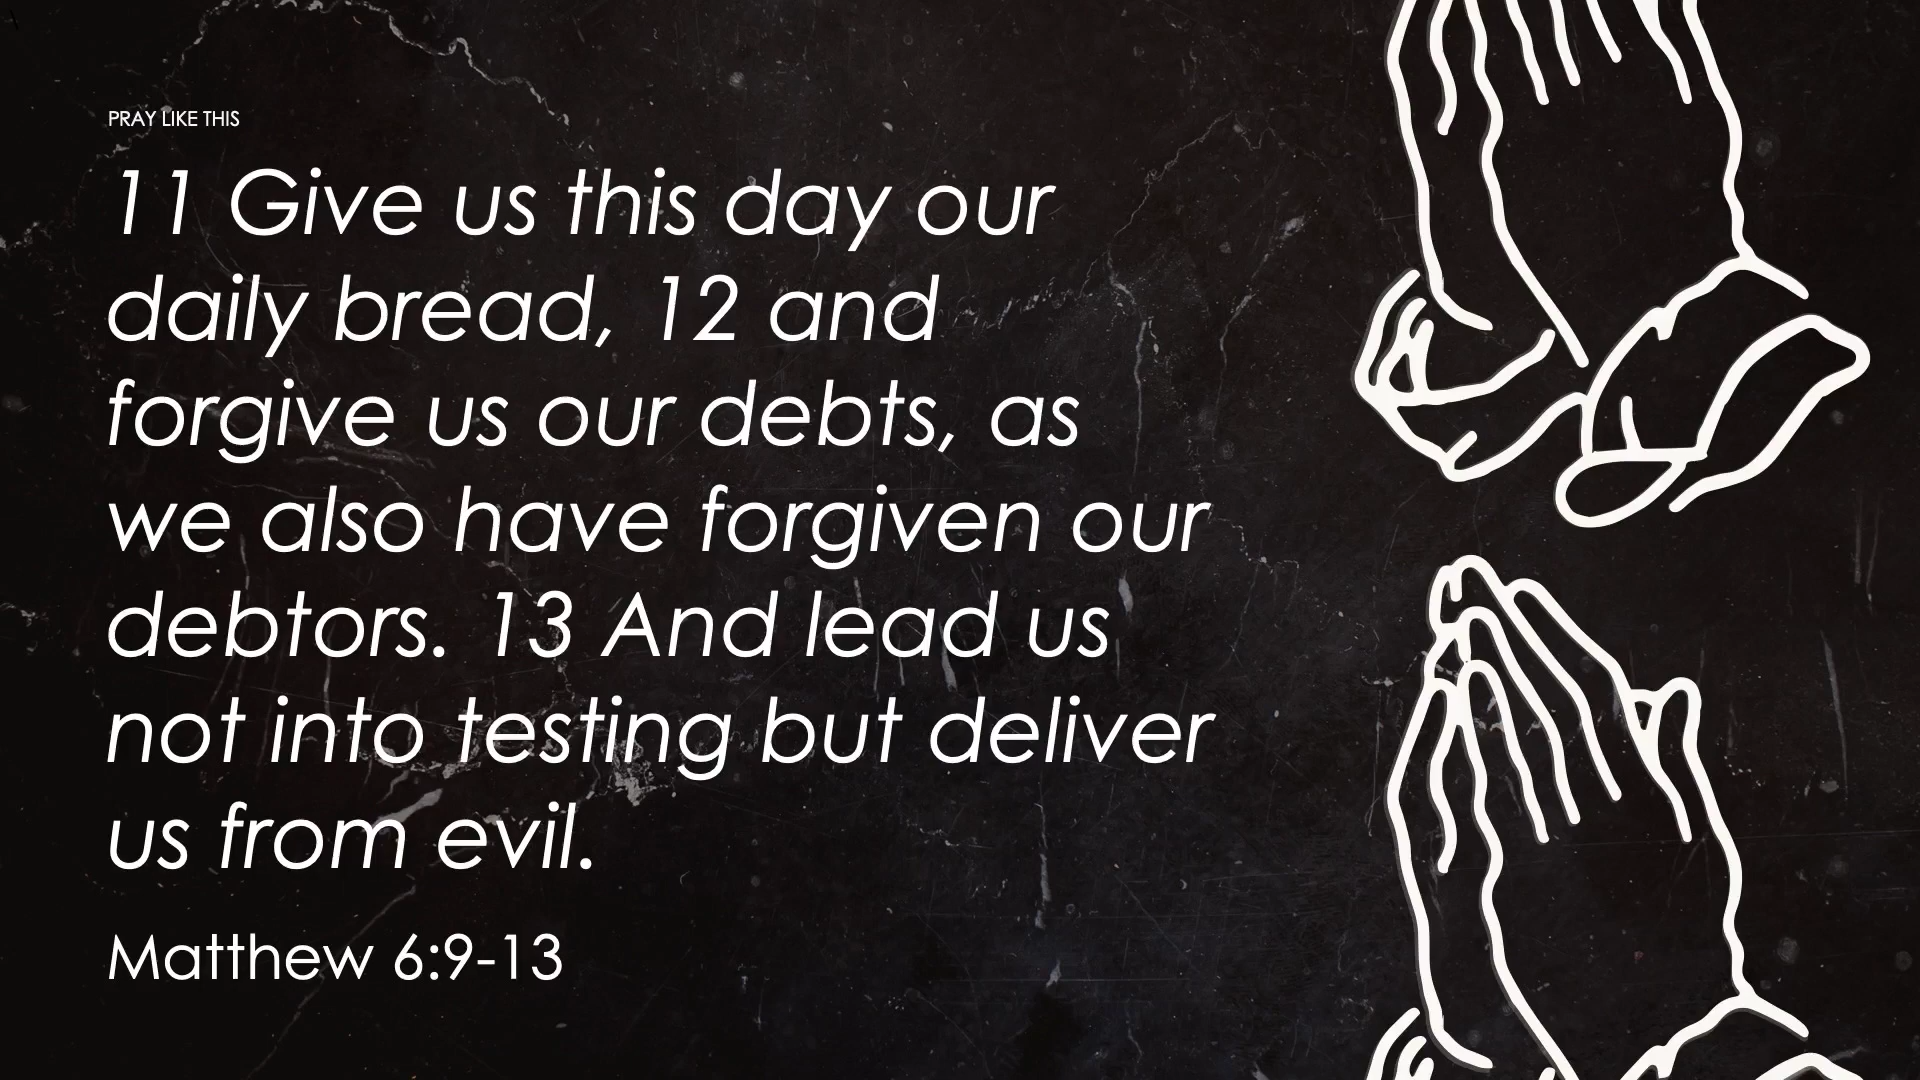 PRAY LIKE THIS
11 Give us this day our
daily bread, 12 and
forgive us our debts, as
we also have forgiven our
debtors. 13 And lead us
not into testing but deliver
us from evil.
Matthew 6:9-13